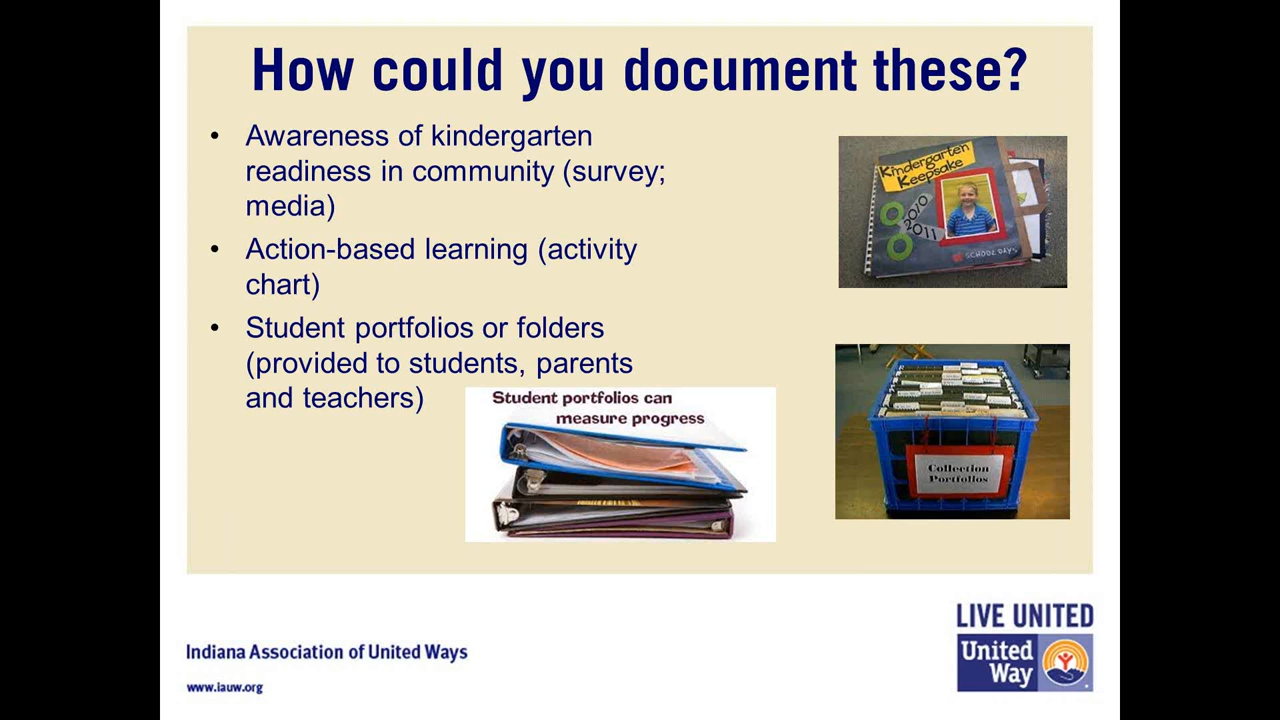 How could you document these?
• Awareness of kindergarten
readiness in community (survey;
media)
• Action-based learning (activity
chart)
• Student portfolios or folders
(provided to students, parents
and teachers)
Kindergarten
Keepsake
2010
2011
SCHOOL DAYS
Student portfolios can
measure progress
Collection
Portfolios
Indiana Association of United Ways
www.iauw.org
LIVE UNITED
United
Way